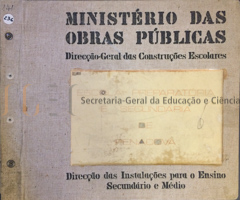 MINISTÉRIO DAS
OBRAS PÚBLICAS
Direcção-Geral das Construções Escolares
Secretaria-Geral da Educação e Ciência
Direcção das Instalações para o Ensino
Secundário e Médio